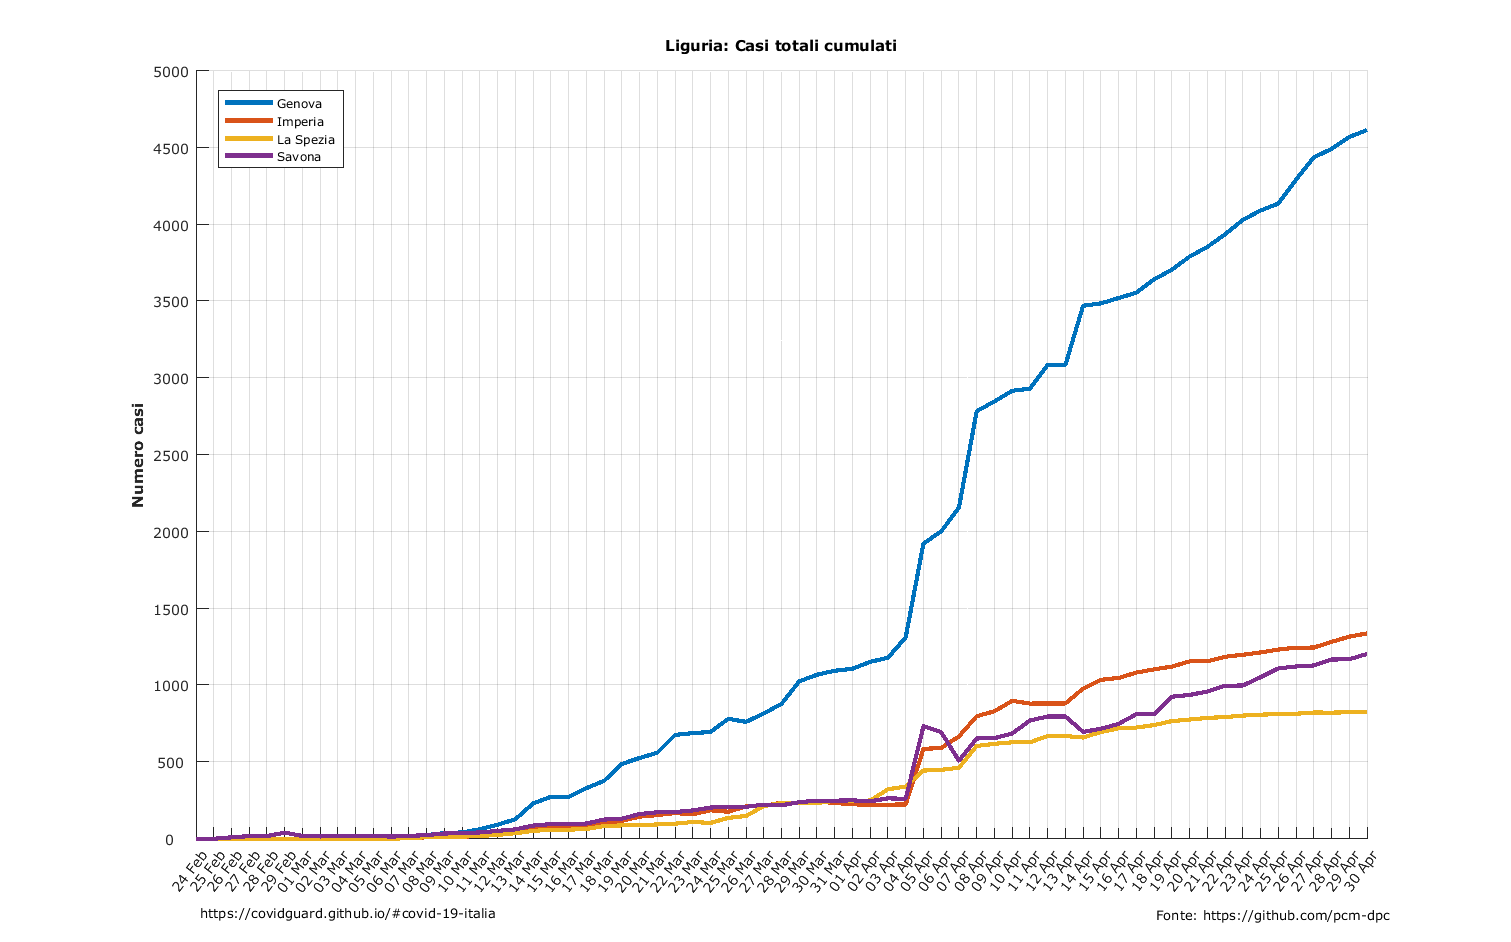 Liguria: Casi totali cumulati
5000
4500
4000
3500
3000
2500
2000
1500
1000
500
0
Numero casi
Genova
Imperia
La Spezia
Savona
24 Feb
25 Feb
26 Feb
27 Feb
28 Feb
29 Feb
01 Mar
02 Mar
03 Mar
04 Mar
05 Mar
06 Mar
07 Mar
08 Mar
09 Mar
10 Mar
11 Mar
12 Mar
13 Mar
14 Mar
15 Mar
16 Mar
17 Mar
18 Mar
19 Mar
20 Mar
21 Mar
22 Mar
23 Mar
24 Mar
25 Mar
26 Mar
27 Mar
28 Mar
29 Mar
30 Mar
31 Mar
01 Apr
02 Apr
03 Apr
04 Apr
05 Apr
06 Apr
07 Apr
08 Apr
09 Apr
10 Apr
11 Apr
12 Apr
13 Apr
14 Apr
15 Apr
16 Apr
17 Apr
18 Apr
19 Apr
20 Apr
21 Apr
22 Apr
23 Apr
24 Apr
25 Apr
26 Apr
27 Apr
28 Apr
29 Apr
30 Apr
https://covidguard.github.io/#covid-19-italia
Fonte: https://github.com/pcm-dpc